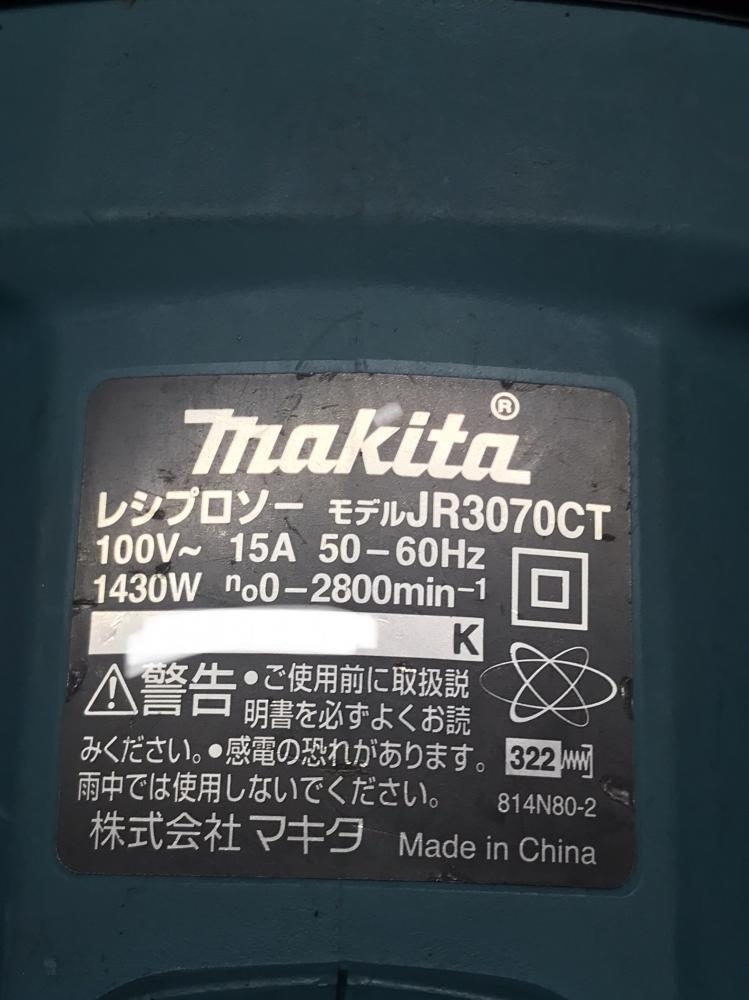 makita®
レシプロソー モデルJR3070CT
100V~ 15A 50-60Hz
1430W no0-2800min-1
K
警告 •ご使用前に取扱説
明書を必ずよくお読
みください。•感電の恐れがあります。
雨中では使用しないでください。
322
814N80-2
株式会社 マキタ Made in China